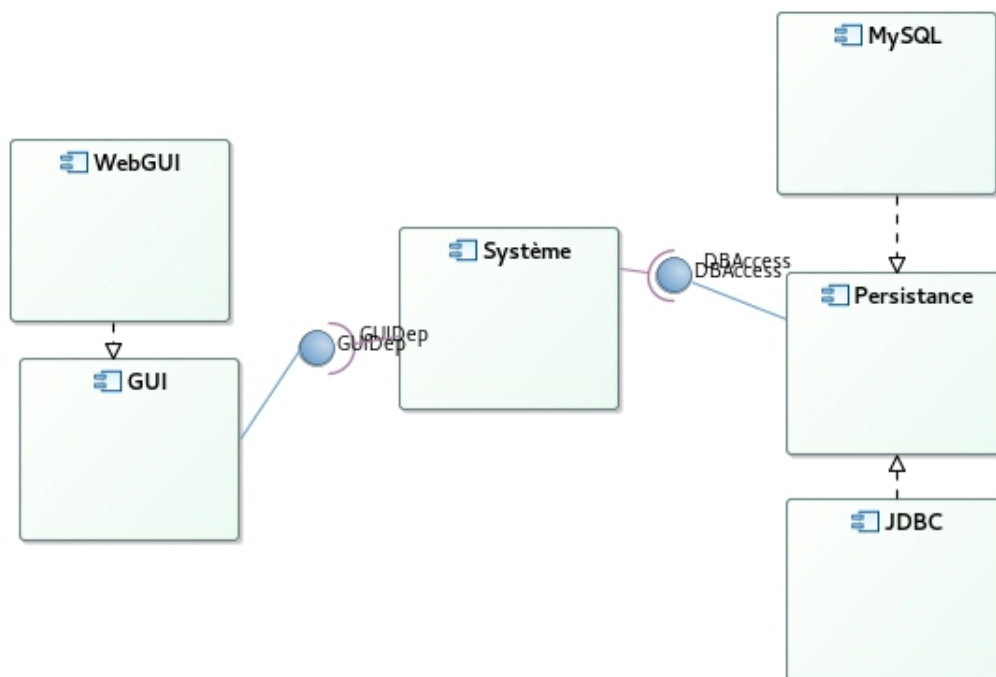 MySQL
WebGUI
Système
DBAccess
DBAccess
Persistance
GUIDep
GUIDep
GUI
JDBC